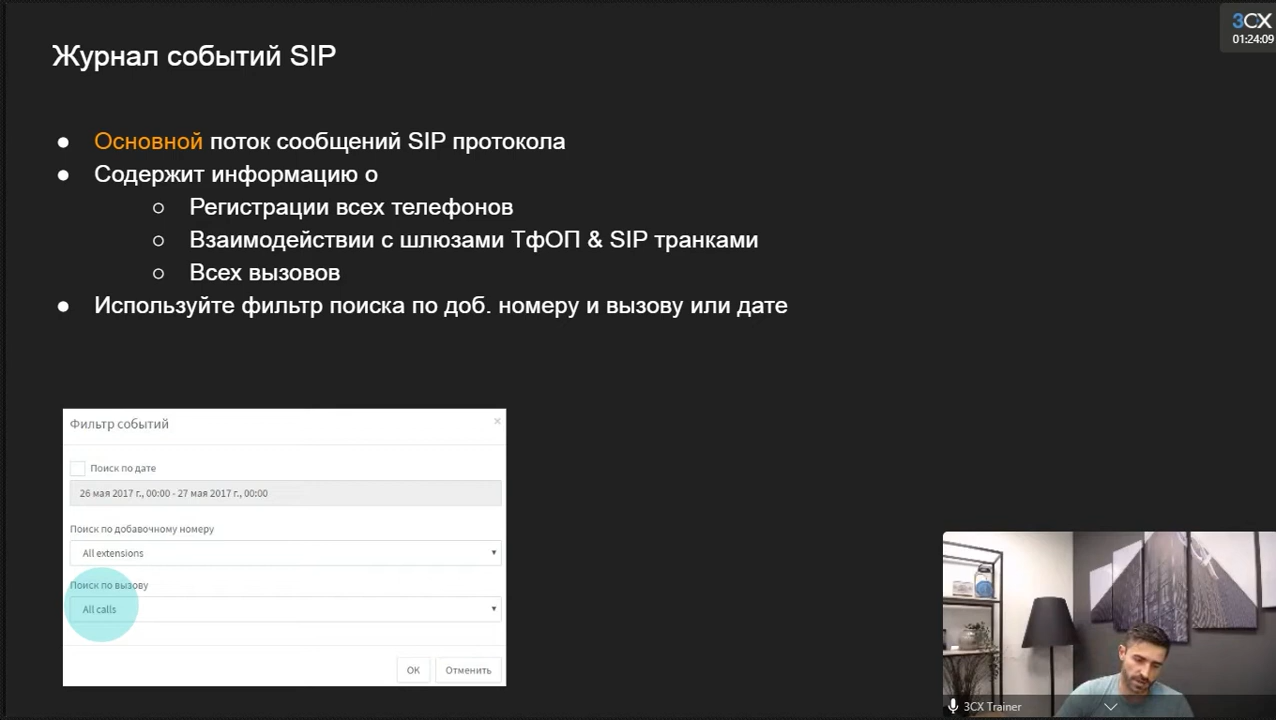 3CX
01:24:09
Журнал событий SIP
● Основной поток сообщений SIP протокола
● Содержит информацию о
○ Регистрации всех телефонов
○ Взаимодействии с шлюзами ТфОП & SIP транками
○ Всех вызовов
● Используйте фильтр поиска по доб. номеру и вызову или дате
Фильтр событий ×
Поиск по дате
26 мая 2017 г., 00:00 - 27 мая 2017 г., 00:00
Поиск по добавочному номеру
All extensions
Поиск по вызову
All calls
OK Отменить
3CX Trainer